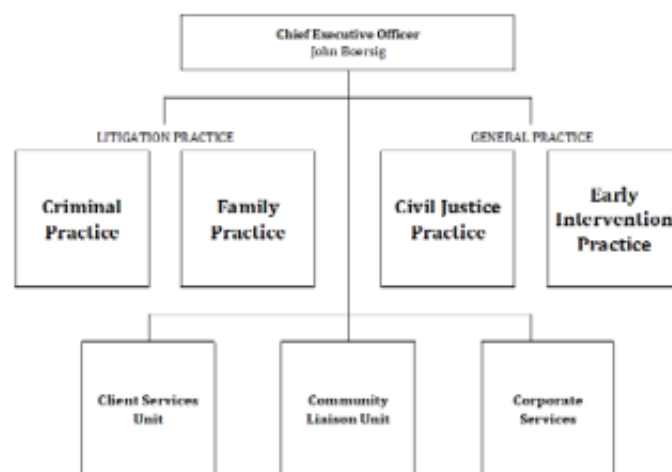 Chief Executive Officer
John Boersig
LITIGATION PRACTICE
GENERAL PRACTICE
Criminal
Practice
Family
Practice
Civil Justice
Practice
Early
Intervention
Practice
Client Services
Unit
Community
Liaison Unit
Corporate
Services